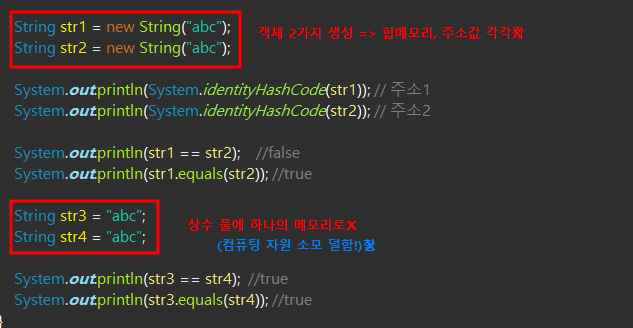 String str1 = new String("abc");
String str2 = new String("abc");
객체 2가지 생성 => 힙메모리, 주소값 각각
System.out.println(System.identityHashCode(str1)); // 주소1
System.out.println(System.identityHashCode(str2)); // 주소2
System.out.println(str1 == str2); //false
System.out.println(str1.equals(str2)); //true
String str3 = "abc";
String str4 = "abc";
상수 풀에 하나의 메모리로
(컴퓨팅 자원 소모 덜함!)
System.out.println(str3 == str4); //true
System.out.println(str3.equals(str4)); //true
}